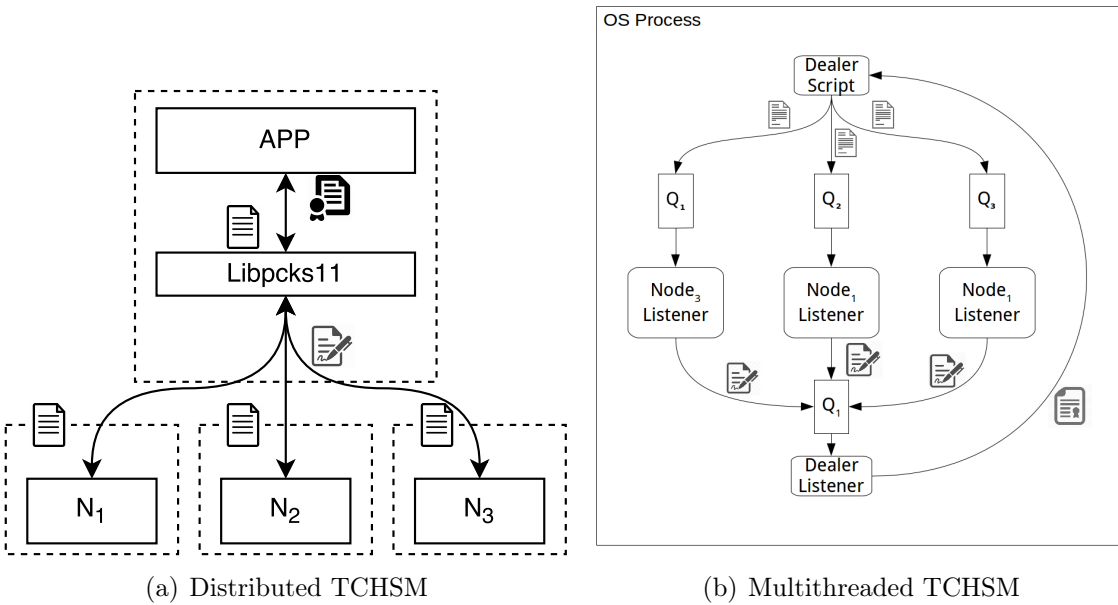 OS Process
APP
Libpcks11
N₁
N₂
N₃
Dealer
Script
Q₁
Q₂
Q₃
Node₃
Listener
Node₁
Listener
Node₁
Listener
Q₁
Dealer
Listener
(a) Distributed TCHSM
(b) Multithreaded TCHSM